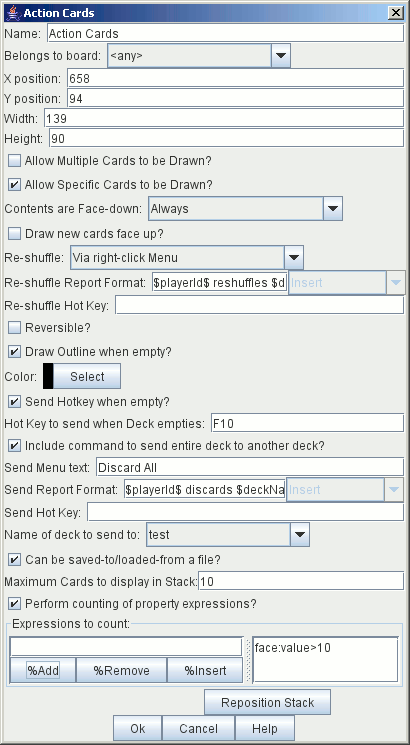 Action Cards
Name: Action Cards
Belongs to board: <any>
X position: 658
Y position: 94
Width: 139
Height: 90
Allow Multiple Cards to be Drawn?
Allow Specific Cards to be Drawn?
Contents are Face-down: Always
Draw new cards face up?
Re-shuffle: Via right-click Menu
Re-shuffle Report Format: $playerId$ reshuffles $d Insert
Re-shuffle Hot Key:
Reversible?
Draw Outline when empty?
Color: Select
Send Hotkey when empty?
Hot Key to send when Deck empties: F10
Include command to send entire deck to another deck?
Send Menu text: Discard All
Send Report Format: $playerId$ discards $deckNa Insert
Send Hot Key:
Name of deck to send to: test
Can be saved-to/loaded-from a file?
Maximum Cards to display in Stack: 10
Perform counting of property expressions?
Expressions to count:
face:value>10
%Add %Remove %Insert
Reposition Stack
Ok Cancel Help